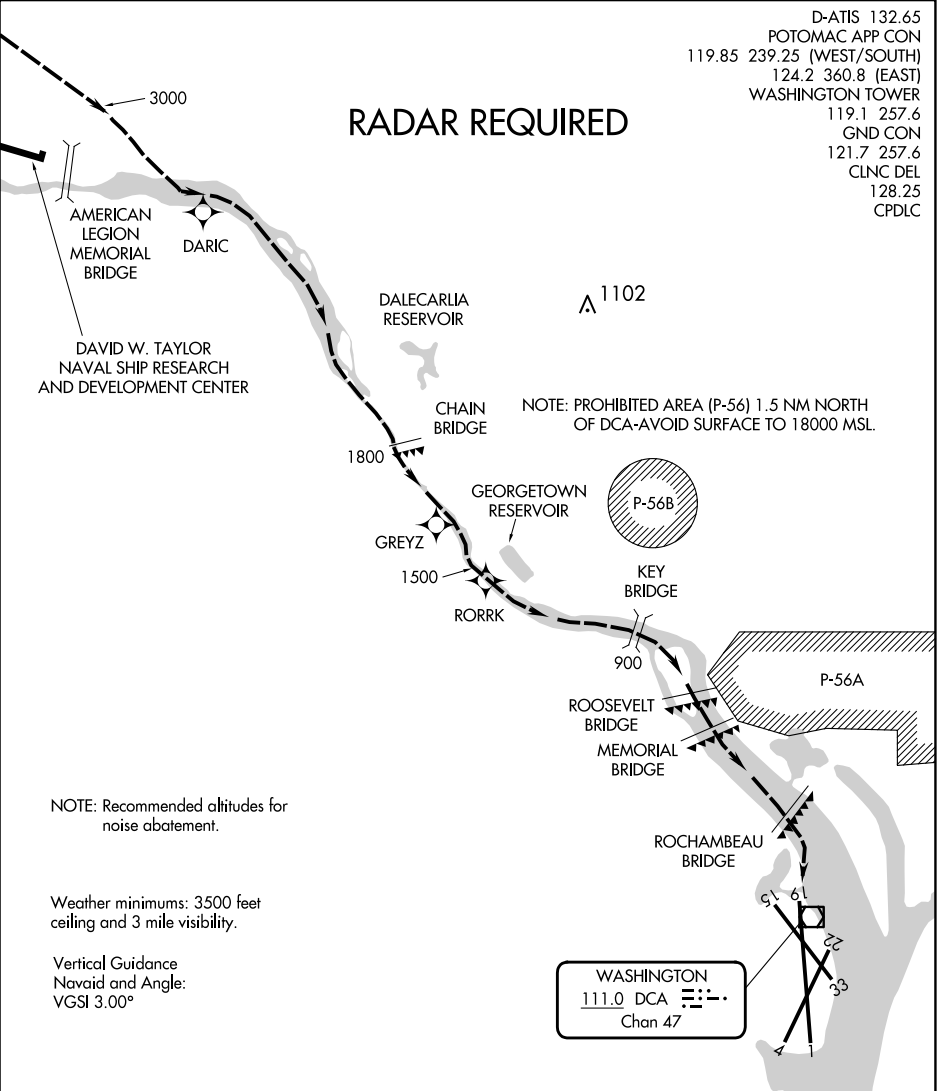 D-ATIS 132.65
POTOMAC APP CON
119.85 239.25 (WEST/SOUTH)
124.2 360.8 (EAST)
WASHINGTON TOWER
119.1 257.6
GND CON
121.7 257.6
CLNC DEL
128.25
CPDLC
3000
RADAR REQUIRED
AMERICAN
LEGION
MEMORIAL
BRIDGE
DARIC
DAVID W. TAYLOR
NAVAL SHIP RESEARCH
AND DEVELOPMENT CENTER
DALECARLIA
RESERVOIR
1102
CHAIN
BRIDGE
1800
NOTE: PROHIBITED AREA (P-56) 1.5 NM NORTH
OF DCA-AVOID SURFACE TO 18000 MSL.
GEORGETOWN
RESERVOIR
P-56B
GREYZ
1500
RORRK
KEY
BRIDGE
900
P-56A
ROOSEVELT
BRIDGE
MEMORIAL
BRIDGE
ROCHAMBEAU
BRIDGE
NOTE: Recommended altitudes for
noise abatement.
Weather minimums: 3500 feet
ceiling and 3 mile visibility.
Vertical Guidance
Navaid and Angle:
VGSI 3.00°
15
19
22
33
4
1
WASHINGTON
111.0 DCA
Chan 47